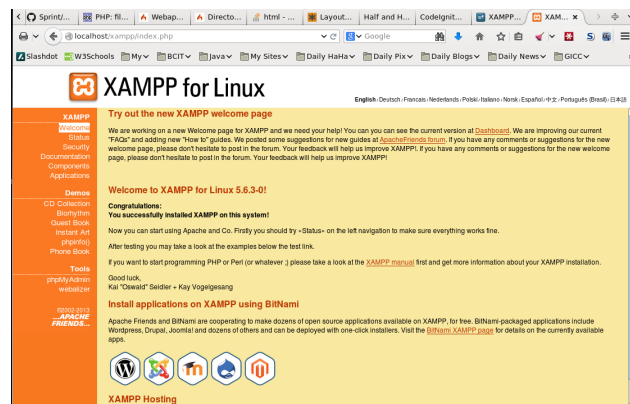 Sprint/...
PHP: fil...
Webap...
Directo...
html - ...
Layout...
Half and H...
CodeIgnit...
XAMPP...
XAM...
localhost/xampp/index.php
Google
Slashdot
W3Schools
My
BCIT
Java
My Sites
Daily HaHa
Daily Pix
Daily Blogs
Daily News
GICC
XAMPP for Linux
English / Deutsch / Francais / Nederlands / Polski / Italiano / Norsk / Español / 中文 / Português (Brasil) / 日本語
XAMPP
Welcome
Status
Security
Documentation
Components
Applications
Demos
CD Collection
Biorhythm
Guest Book
Instant Art
phpinfo()
Phone Book
Tools
phpMyAdmin
webalizer
©2002-2013
...APACHE
FRIENDS...
Try out the new XAMPP welcome page
We are working on a new Welcome page for XAMPP and we need your help! You can you can see the current version at Dashboard. We are improving our current
"FAQs" and adding new "How to" guides. We posted some suggestions for new guides at ApacheFriends forum. If you have any comments or suggestions for the new
welcome page, please don't hesitate to post in the forum. Your feedback will help us improve XAMPP!. If you have any comments or suggestions for the new welcome
page, please don't hesitate to post in the forum. Your feedback will help us improve XAMPP!
Welcome to XAMPP for Linux 5.6.3-0!
Congratulations:
You successfully installed XAMPP on this system!
Now you can start using Apache and Co. Firstly you should try »Status« on the left navigation to make sure everything works fine.
After testing you may take a look at the examples below the test link.
If you want to start programming PHP or Perl (or whatever ;) please take a look at the XAMPP manual first and get more information about your XAMPP installation.
Good luck,
Kai "Oswald" Seidler + Kay Vogelgesang
Install applications on XAMPP using BitNami
Apache Friends and BitNami are cooperating to make dozens of open source applications available on XAMPP, for free. BitNami-packaged applications include
Wordpress, Drupal, Joomla! and dozens of others and can be deployed with one-click installers. Visit the BitNami XAMPP page for details on the currently available
apps.
XAMPP Hosting